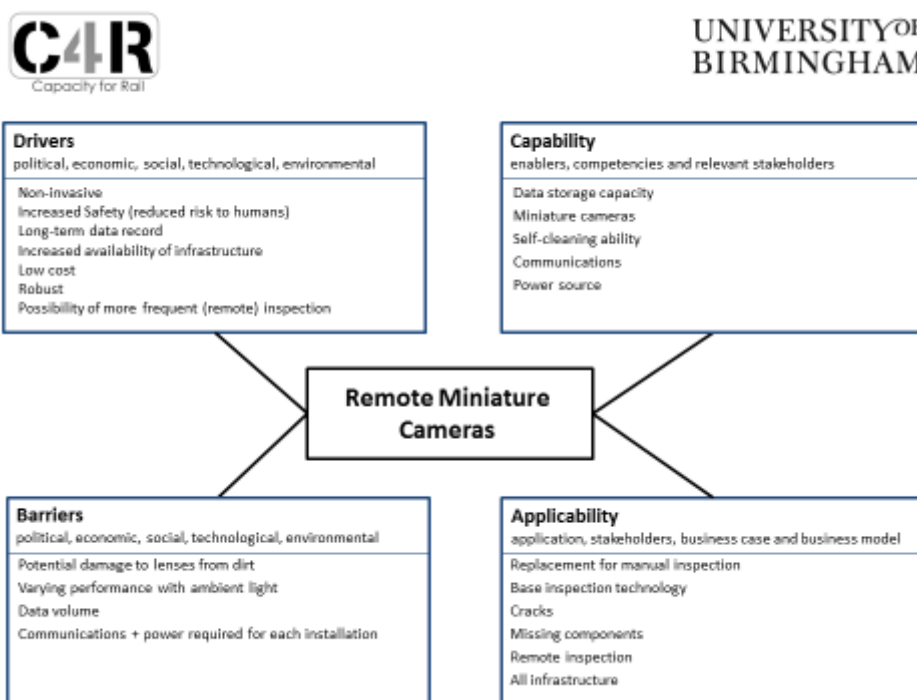 C4R
Capacity for Rail
UNIVERSITY OF
BIRMINGHAM
Drivers
political, economic, social, technological, environmental
Non-invasive
Increased Safety (reduced risk to humans)
Long-term data record
Increased availability of infrastructure
Low cost
Robust
Possibility of more frequent (remote) inspection
Capability
enablers, competencies and relevant stakeholders
Data storage capacity
Miniature cameras
Self-cleaning ability
Communications
Power source
Remote Miniature
Cameras
Barriers
political, economic, social, technological, environmental
Potential damage to lenses from dirt
Varying performance with ambient light
Data volume
Communications + power required for each installation
Applicability
application, stakeholders, business case and business model
Replacement for manual inspection
Base inspection technology
Cracks
Missing components
Remote inspection
All infrastructure